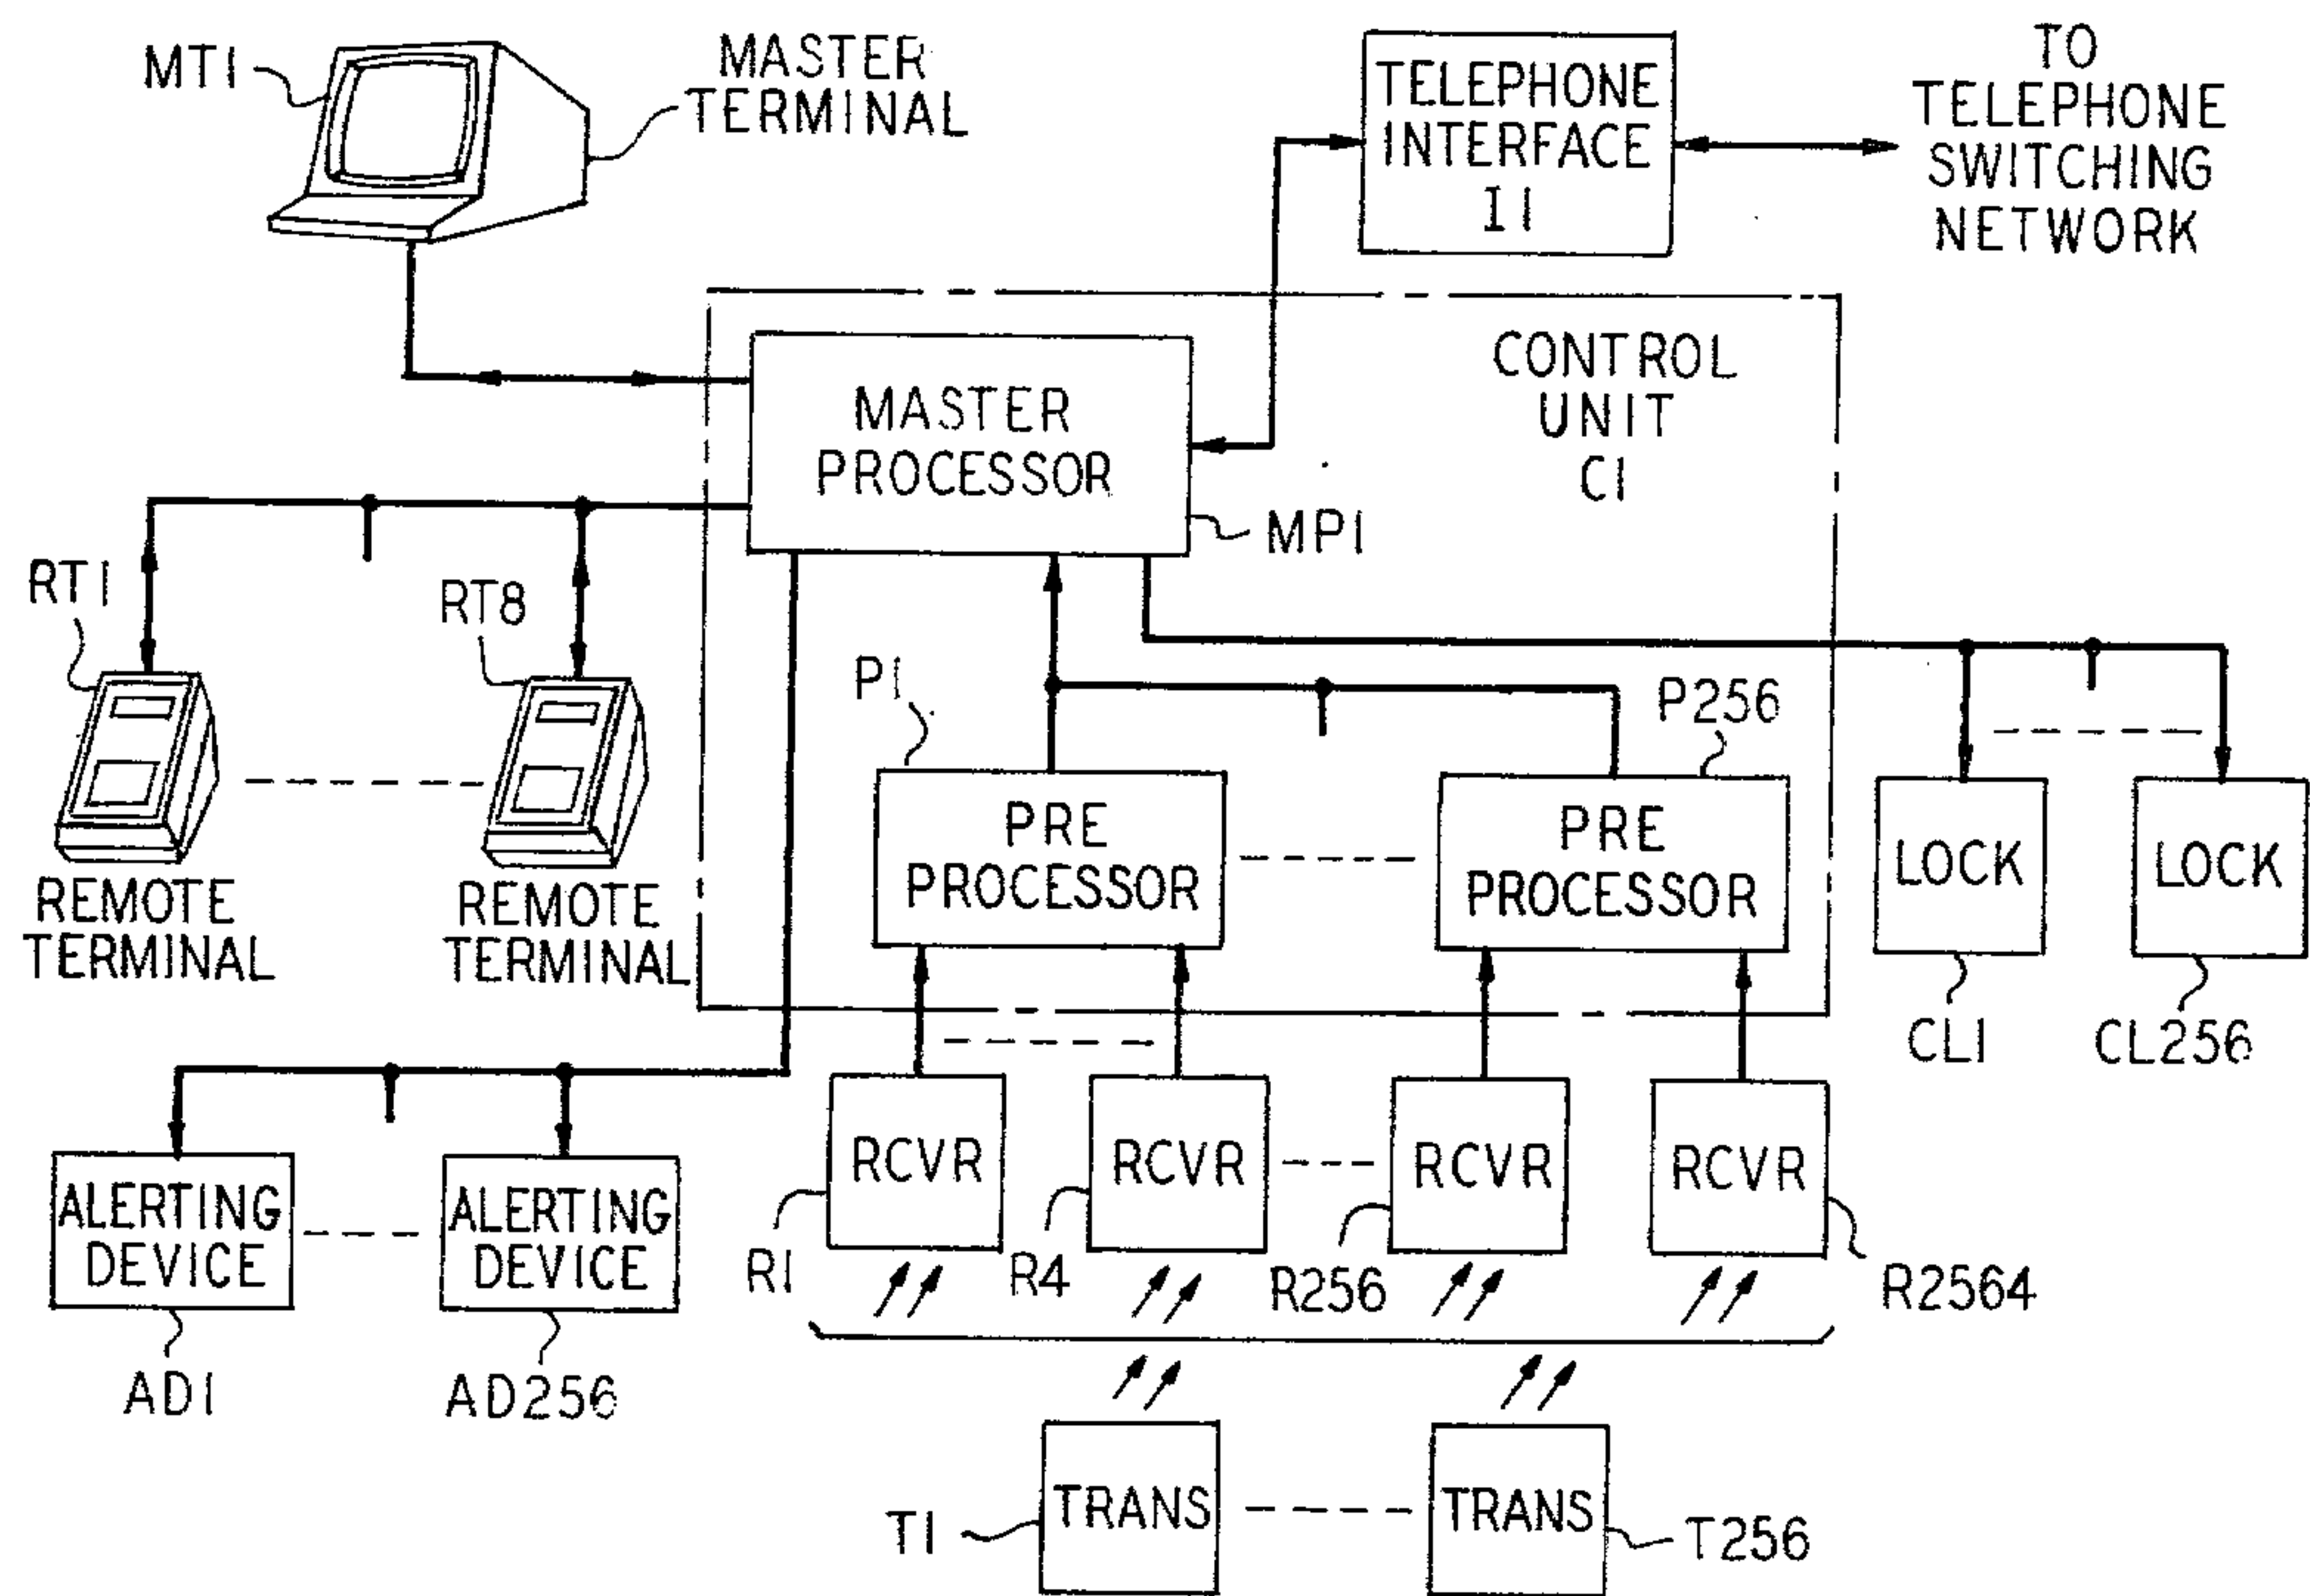 MT1
MASTER
TERMINAL
TELEPHONE
INTERFACE
I1
TO
TELEPHONE
SWITCHING
NETWORK
MASTER
PROCESSOR
MP1
CONTROL
UNIT
C1
RT1
RT8
REMOTE
TERMINAL
REMOTE
TERMINAL
P1
P256
PRE
PROCESSOR
PRE
PROCESSOR
LOCK
LOCK
CL1
CL256
ALERTING
DEVICE
ALERTING
DEVICE
AD1
AD256
RCVR
RCVR
RCVR
RCVR
R1
R4
R256
R2564
TRANS
TRANS
T1
T256